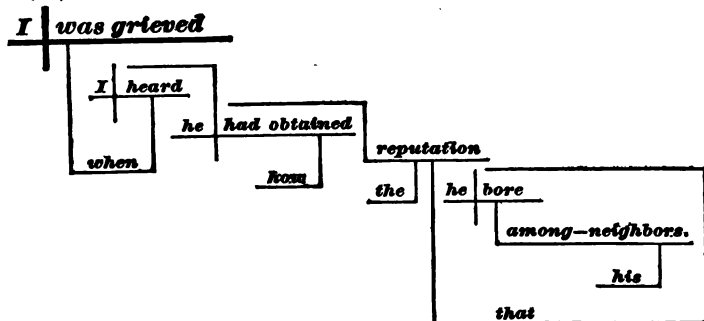 I was grieved
I heard
he had obtained
when
how
reputation
the
he bore
among-neighbors.
his
that